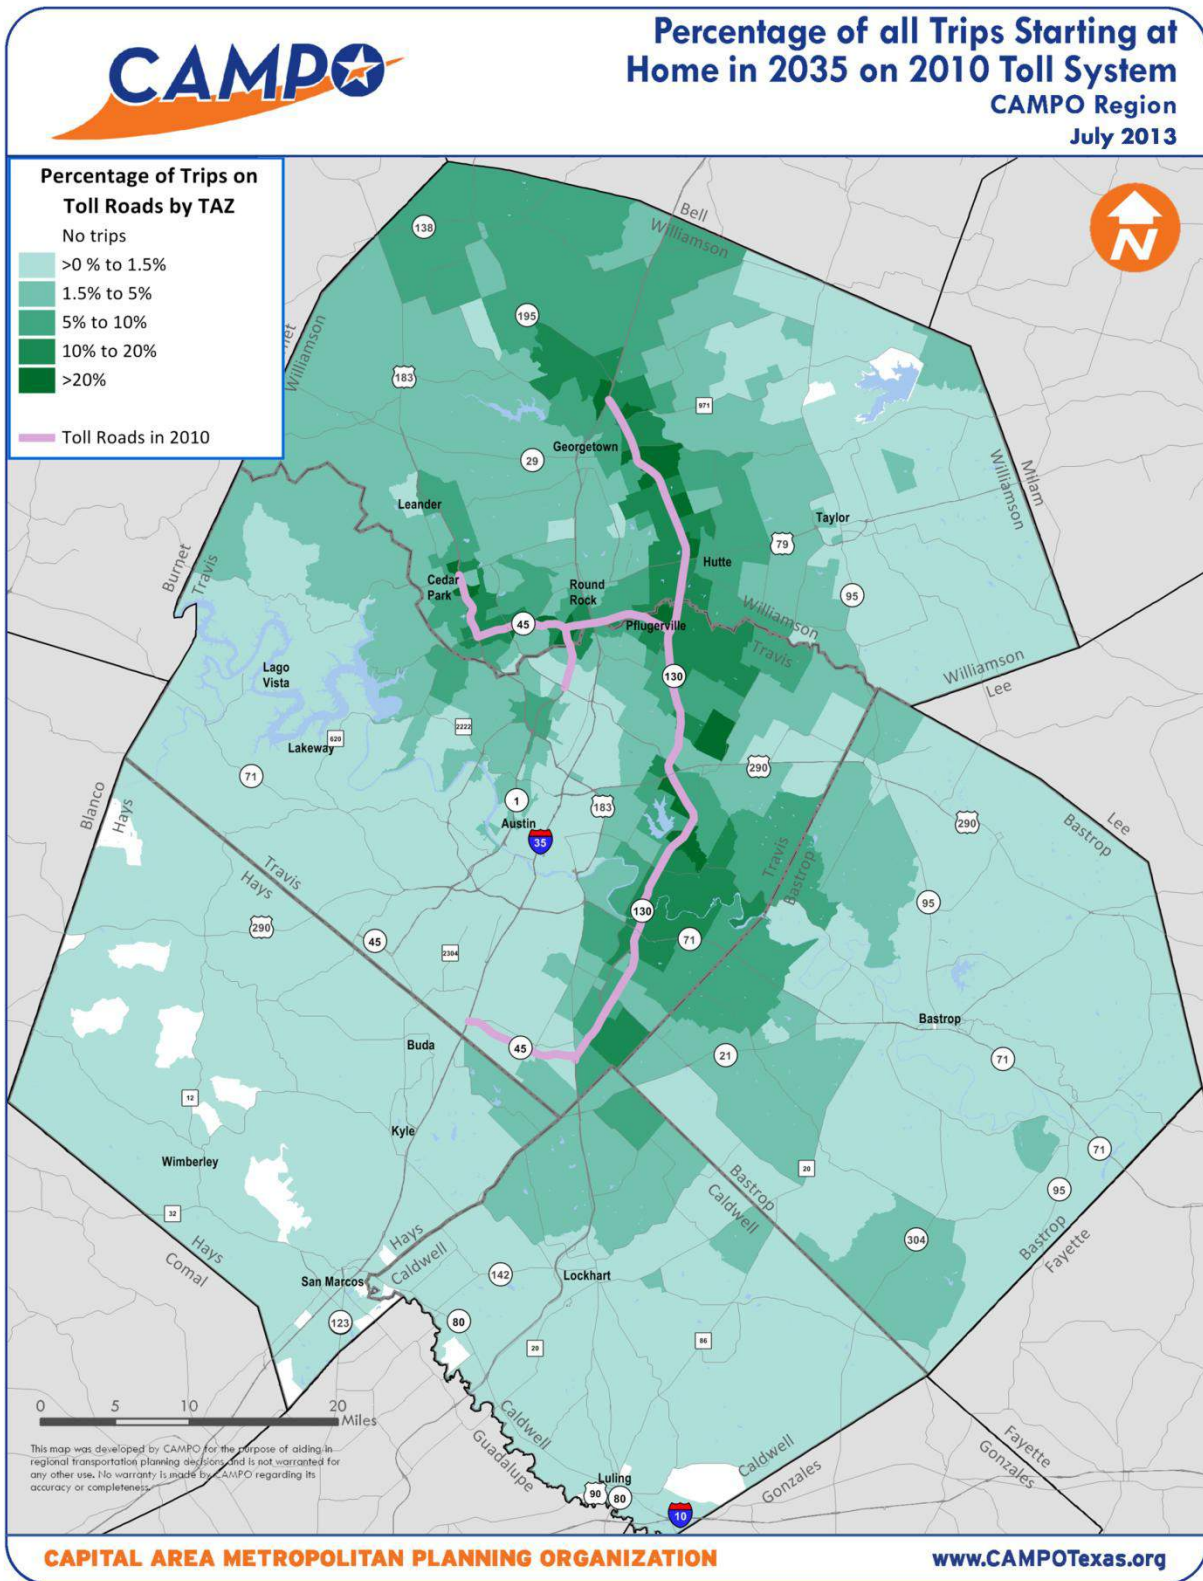 CAMPO
Percentage of all Trips Starting at
Home in 2035 on 2010 Toll System
CAMPO Region
July 2013
Percentage of Trips on
Toll Roads by TAZ
No trips
>0 % to 1.5%
1.5% to 5%
5% to 10%
10% to 20%
>20%
Toll Roads in 2010
N
Bell
Williamson
138
195
net
Williamson
183
971
Georgetown
29
Milam
Williamson
Leander
Taylor
79
Hutte
Burnet
Travis
Cedar
Park
Round
Rock
95
45
Pflugerville
Williamson
Travis
Williamson
Lee
Lago
Vista
130
2222
620
Lakeway
71
290
1
183
Austin
35
290
Lee
Bastrop
Blanco
Hays
Travis
Hays
Travis
Bastrop
95
130
290
45
2304
71
Bastrop
Buda
45
21
71
12
Kyle
71
Wimberley
20
95
Bastrop
Caldwell
32
Hays
Comal
Hays
Caldwell
304
Bastrop
Fayette
San Marcos
142
Lockhart
123
80
20
86
0 5 10 20
Miles
This map was developed by CAMPO for the purpose of aiding in
regional transportation planning decisions and is not warranted for
any other use. No warranty is made by CAMPO regarding its
accuracy or completeness.
Caldwell
Guadalupe
Caldwell
Gonzales
Fayette
Gonzales
Luling
90
80
10
CAPITAL AREA METROPOLITAN PLANNING ORGANIZATION
www.CAMPOTexas.org